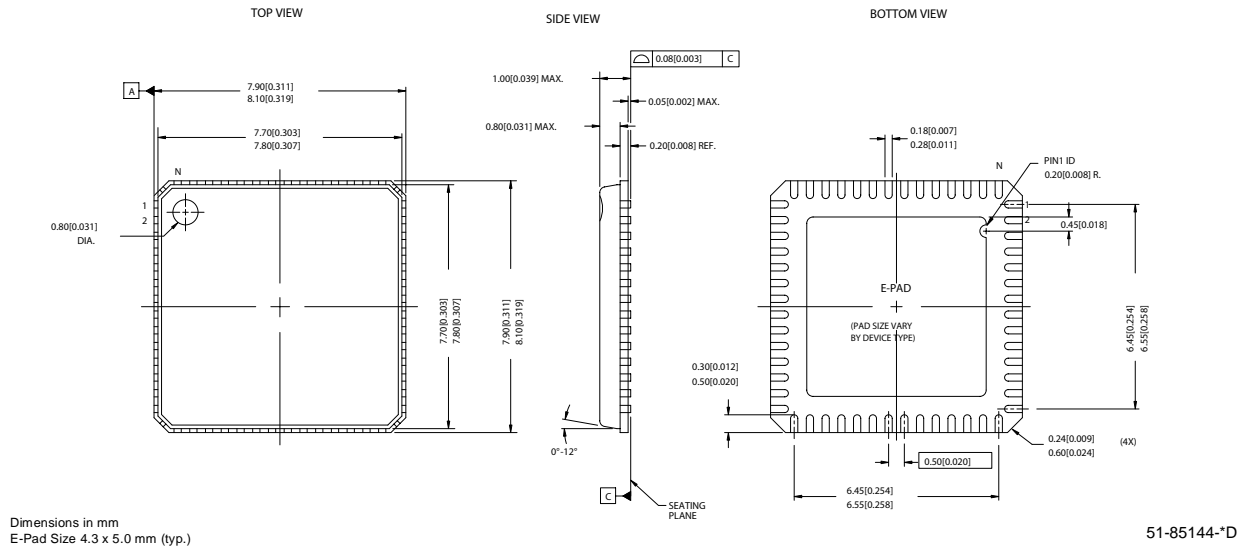 TOP VIEW
SIDE VIEW
BOTTOM VIEW
A
7.90[0.311]
8.10[0.319]
7.70[0.303]
7.80[0.307]
N
1
2
0.80[0.031]
DIA.
7.70[0.303]
7.80[0.307]
7.90[0.311]
8.10[0.319]
0.08[0.003] C
1.00[0.039] MAX.
0.05[0.002] MAX.
0.80[0.031] MAX.
0.20[0.008] REF.
0°-12°
C
SEATING
PLANE
0.18[0.007]
0.28[0.011]
N
PIN1 ID
0.20[0.008] R.
1
2
0.45[0.018]
E-PAD
(PAD SIZE VARY
BY DEVICE TYPE)
6.45[0.254]
6.55[0.258]
0.30[0.012]
0.50[0.020]
0.24[0.009]
0.60[0.024]
(4X)
0.50[0.020]
6.45[0.254]
6.55[0.258]
Dimensions in mm
E-Pad Size 4.3 x 5.0 mm (typ.)
51-85144-*D